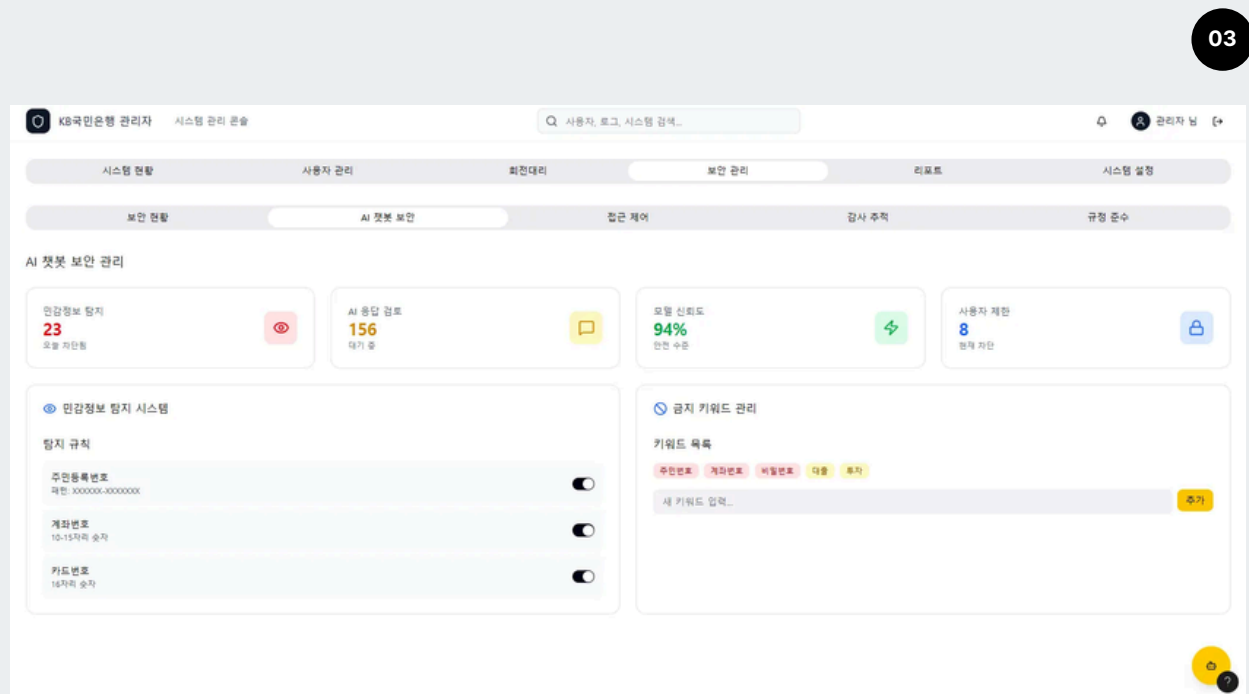 03
KB국민은행 관리자 시스템 관리 콘솔
사용자, 로그, 시스템 검색...
관리자 님
시스템 현황 사용자 관리 회전대리 보안 관리 리포트 시스템 설정
보안 현황 AI 챗봇 보안 접근 제어 감사 추적 규정 준수
AI 챗봇 보안 관리
민감정보 탐지
23
오늘 차단됨
AI 응답 검토
156
대기 중
모델 신뢰도
94%
안전 수준
사용자 제한
8
현재 차단
민감정보 탐지 시스템
탐지 규칙
주민등록번호
패턴: XXXXXX-XXXXXXX
계좌번호
10-15자리 숫자
카드번호
16자리 숫자
금지 키워드 관리
키워드 목록
주민번호 계좌번호 비밀번호 대출 투자
새 키워드 입력...
추가
?